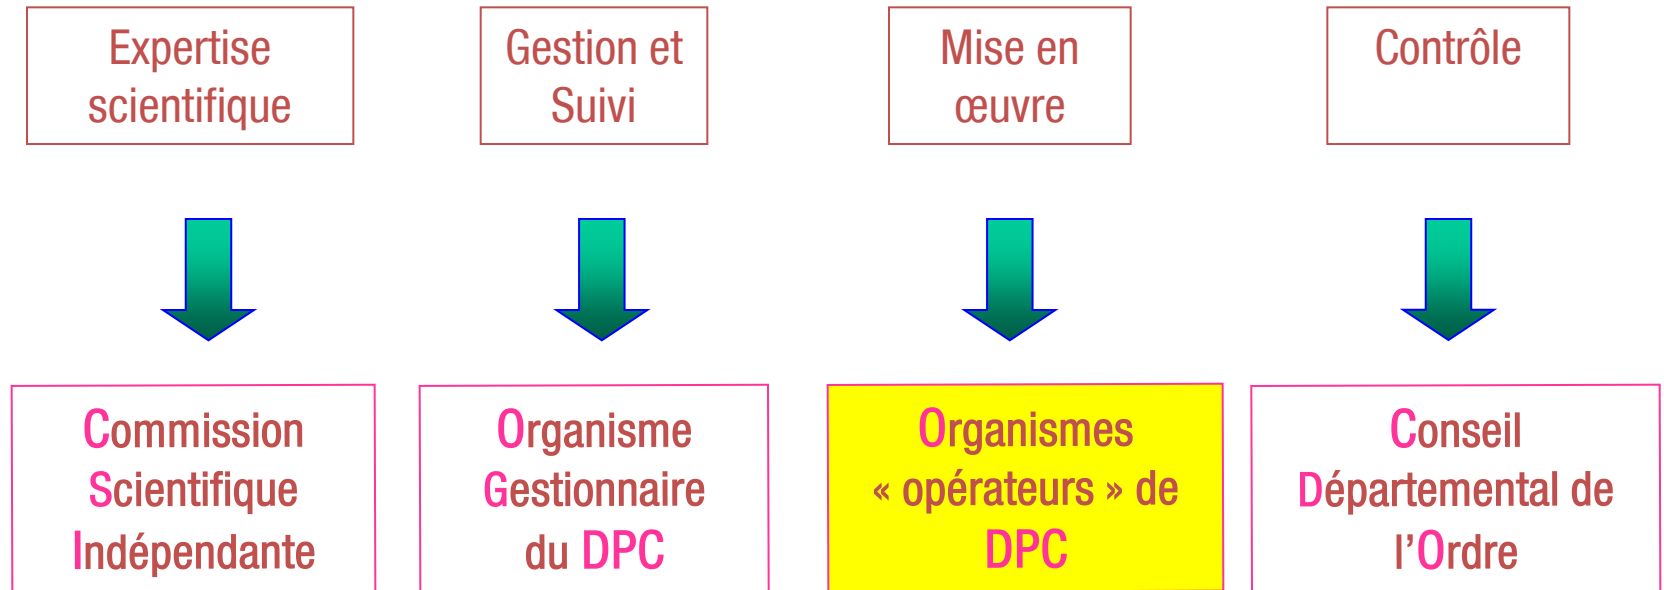 Expertise
scientifique
Gestion et
Suivi
Mise en
œuvre
Contrôle
Commission
Scientifique
Indépendante
Organisme
Gestionnaire
du DPC
Organismes
« opérateurs » de
DPC
Conseil
Départemental de
l’Ordre